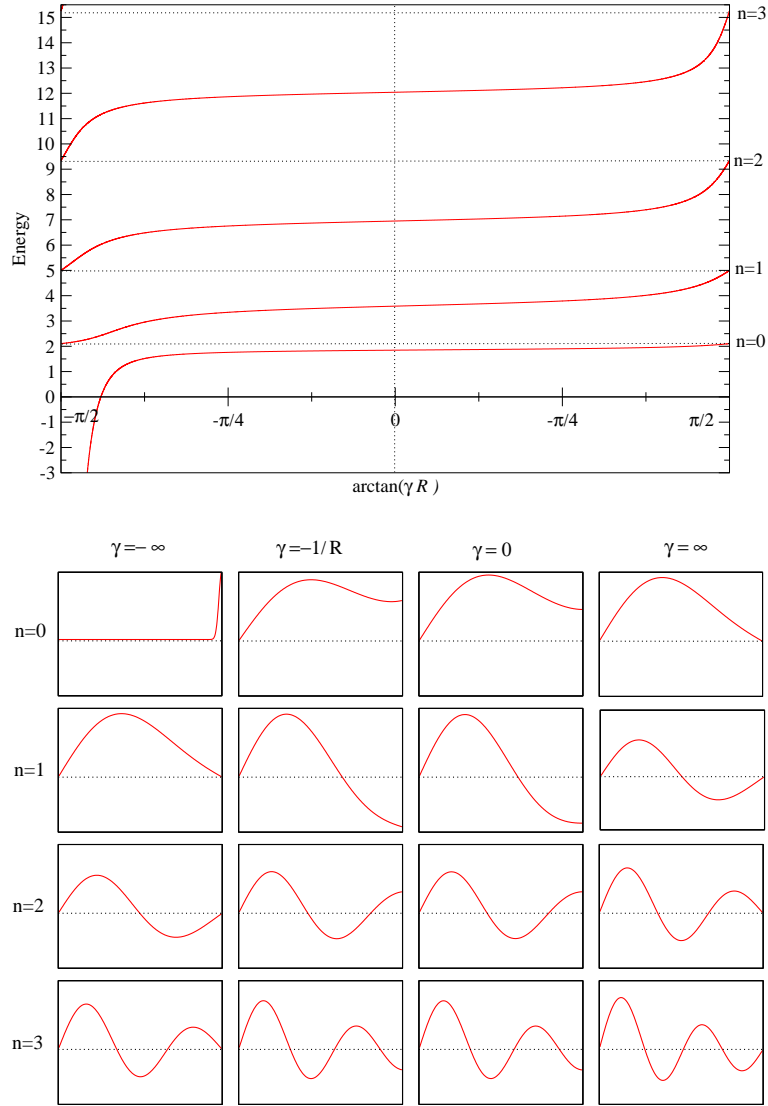 15
14
13
12
11
10
9
8
7
6
5
4
3
2
1
0
-1
-2
-3
Energy
n=3
n=2
n=1
n=0
−π/2
-π/4
0
-π/4
π/2
arctan(γ R )
γ=− ∞
γ=−1/ R
γ= 0
γ= ∞
n=0
n=1
n=2
n=3